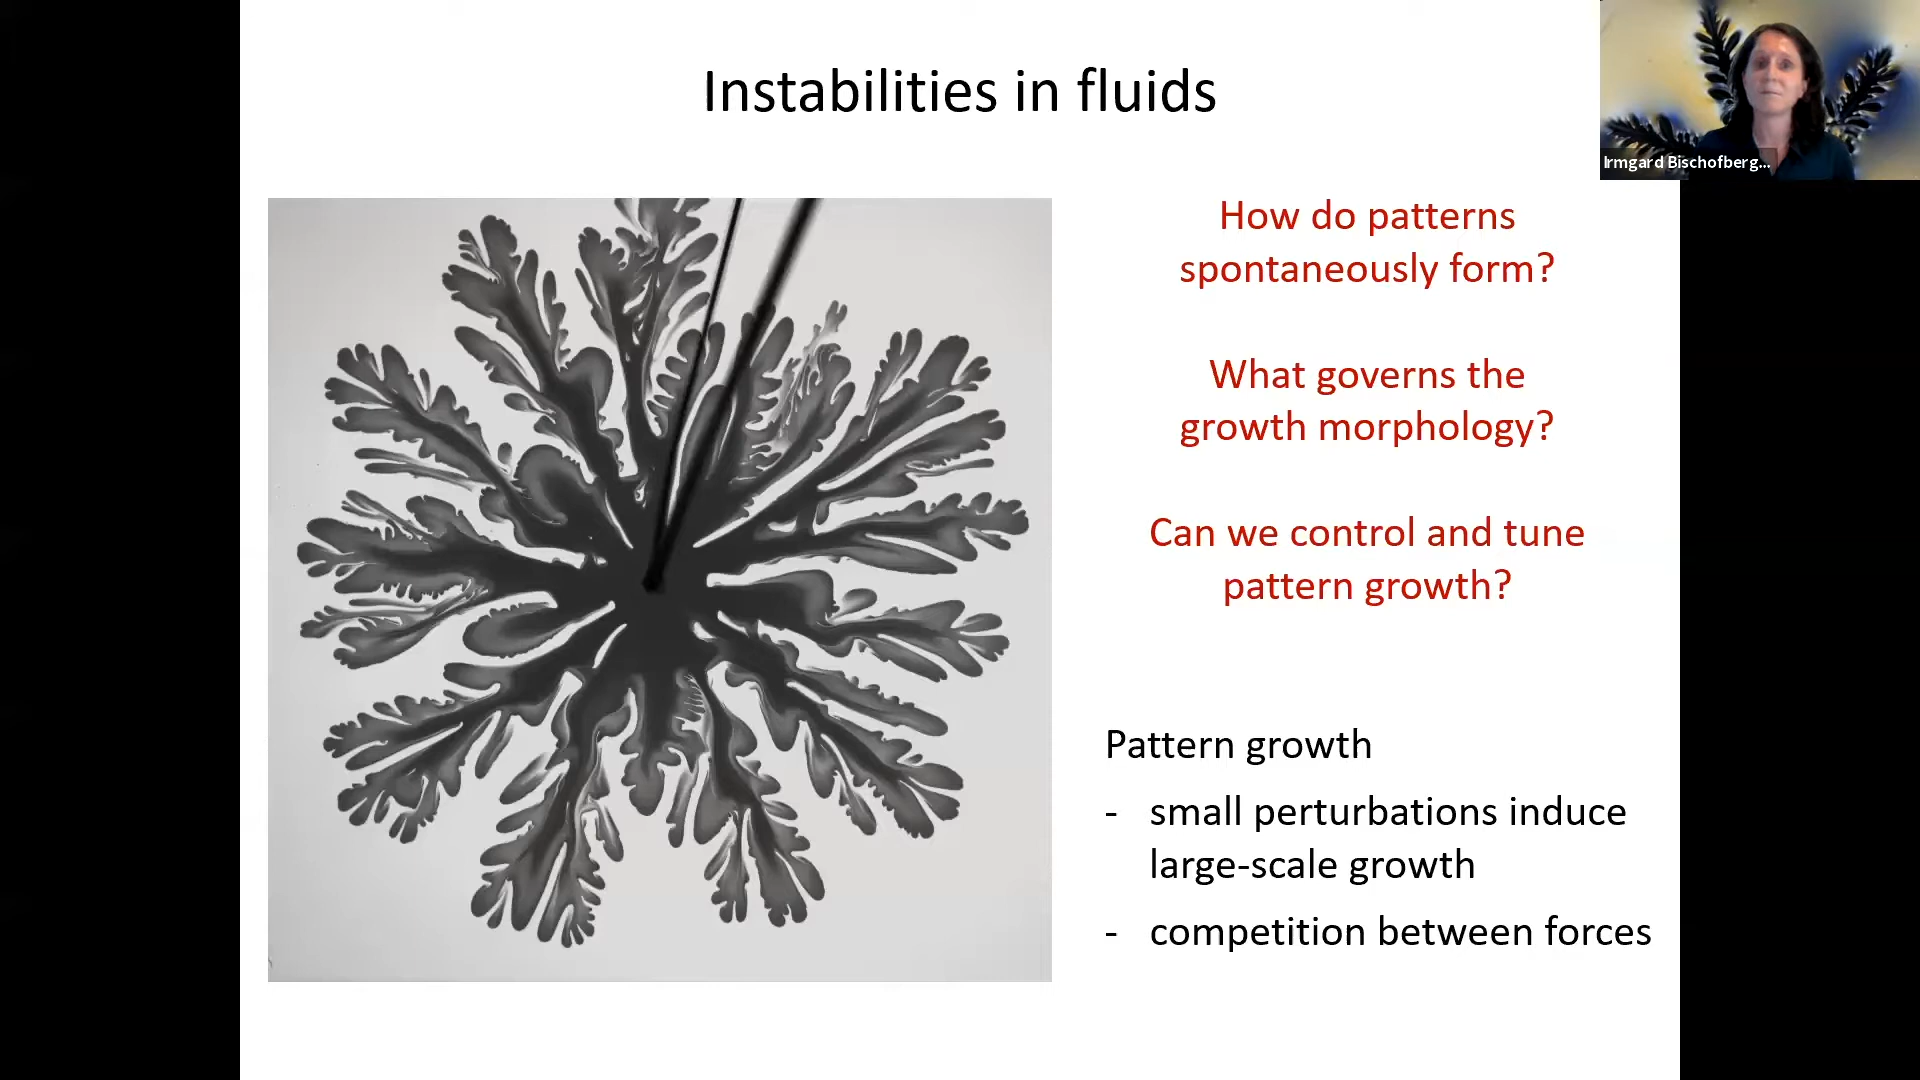 Instabilities in fluids
Irmgard Bischofberg...
How do patterns
spontaneously form?
What governs the
growth morphology?
Can we control and tune
pattern growth?
Pattern growth
- small perturbations induce
large-scale growth
- competition between forces